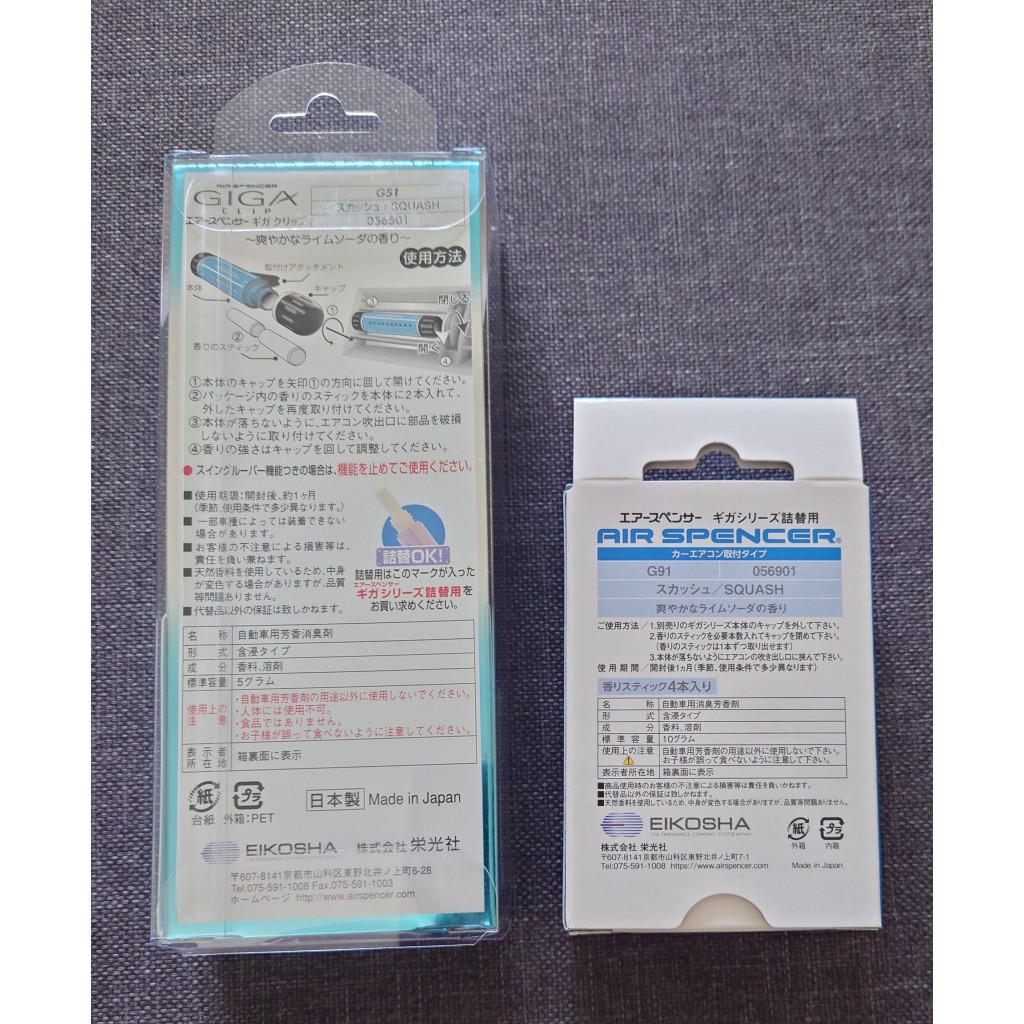 AIR SPENCER
GIGA
CLIP
エアースペンサー ギガ クリップ
G51
スカッシュ/SQUASH
056501
～爽やかなライムソーダの香り～
使用方法
取付けアタッチメント
本体
キャップ
①
②
香りのスティック
③
閉じる
開く
④
①本体のキャップを矢印①の方向に回して開けてください。
②パッケージ内の香りのスティックを本体に2本入れて、
外したキャップを再度取り付けてください。
③本体が落ちないように、エアコン吹出口に部品を破損
しないように取り付けてください。
④香りの強さはキャップを回して調整してください。
●スイングルーバー機能つきの場合は、機能を止めてご使用ください。
■使用期限：開封後、約1ヶ月
(季節、使用条件で多少異なります。)
■一部車種によっては装着できない
場合があります。
■お客様の不注意による損害等は、
責任を負い兼ねます。
■天然香料を使用しているため、中身
が変色する場合がありますが、品質
等問題ありません。
■代替品以外の保証は致しかねます。
詰替OK!
詰替用はこのマークが入った
エアースペンサー
ギガシリーズ詰替用を
お買い求めください。
名 称 自動車用芳香消臭剤
形 式 含浸タイプ
成 分 香料、溶剤
標準容量 5グラム
使用上の注意
・自動車用芳香剤の用途以外に使用しないでください。
・人体には使用不可。
・食品ではありません。
・お子様が誤って食べないように注意してください。
表示者所在地 箱裏面に表示
紙
プラ
台紙 外箱:PET
日本製 Made in Japan
EIKOSHA 株式会社 栄光社
〒607-8141京都市山科区東野北井ノ上町6-28
Tel.075-591-1008 Fax.075-591-1003
ホームページ http://www.airspencer.com
エアースペンサー ギガシリーズ詰替用
AIR SPENCER®
カーエアコン取付タイプ
G91 056901
スカッシュ/SQUASH
爽やかなライムソーダの香り
ご使用方法/1.別売りのギガシリーズ本体のキャップを外して下さい。
2.香りのスティックを必要本数入れてキャップを閉めて下さい。
(香りのスティックは1本ずつ取り出せます)
3.本体が落ちないようにエアコンの吹き出し口に挟んで下さい。
使用期間/開封後1ヵ月(季節、使用条件で多少異なります)
香りスティック4本入り
名 称 自動車用消臭芳香剤
形 式 含浸タイプ
成 分 香料、溶剤
標準容量 10グラム
使用上の注意 自動車用芳香剤の用途以外に使用しないで下さい。
お子様が誤って食べないように注意して下さい。
表示者所在地 箱裏面に表示
■商品使用時のお客様の不注意による損害等は責任を負いかねます。
■代替品以外の保証は致しかねます。
■天然香料を使用しているため、中身が変色する場合がありますが、品質等問題ありません。
EIKOSHA
THE FRAGRANCE COMPANY KYOTO JAPAN
紙
プラ
外箱
内箱
株式会社 栄光社
〒607-8141京都市山科区東野北井ノ上町7-1
Tel:075-591-1008 https://www.airspencer.com
Made in Japan